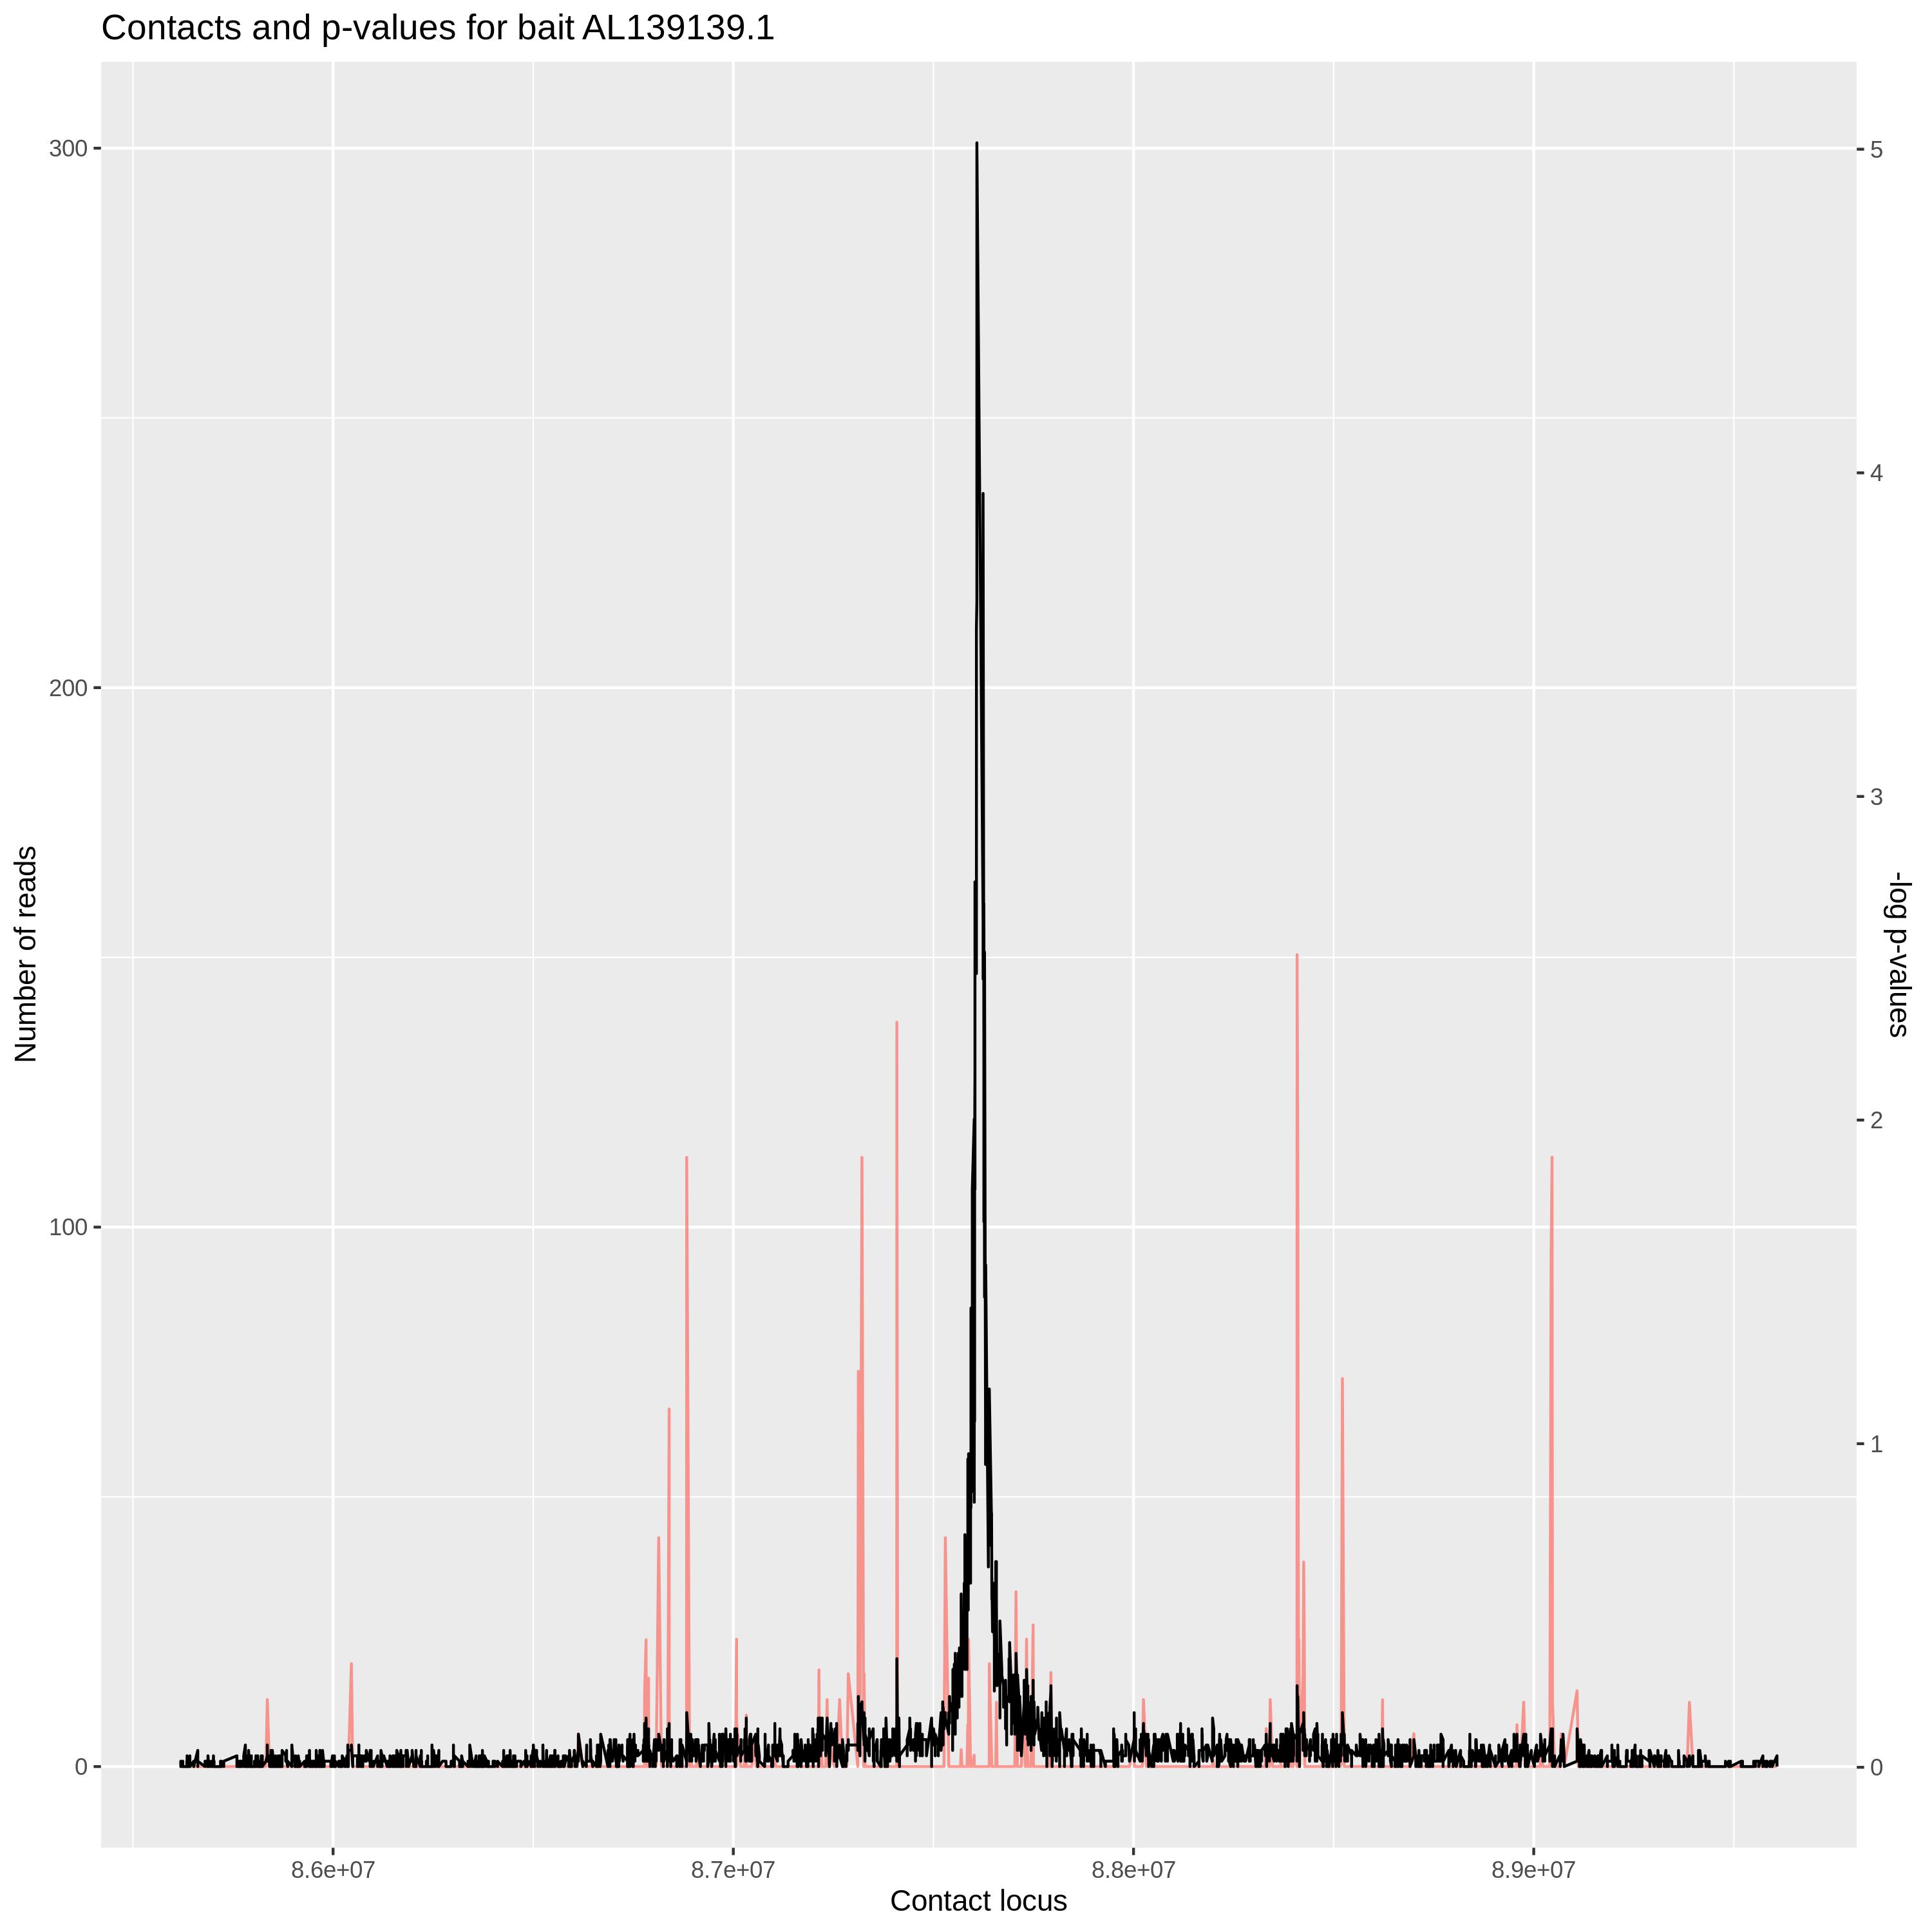 Contacts and p-values for bait AL139139.1
300
200
100
0
Number of reads
5
4
3
2
1
0
-log p-values
8.6e+07
8.7e+07
8.8e+07
8.9e+07
Contact locus